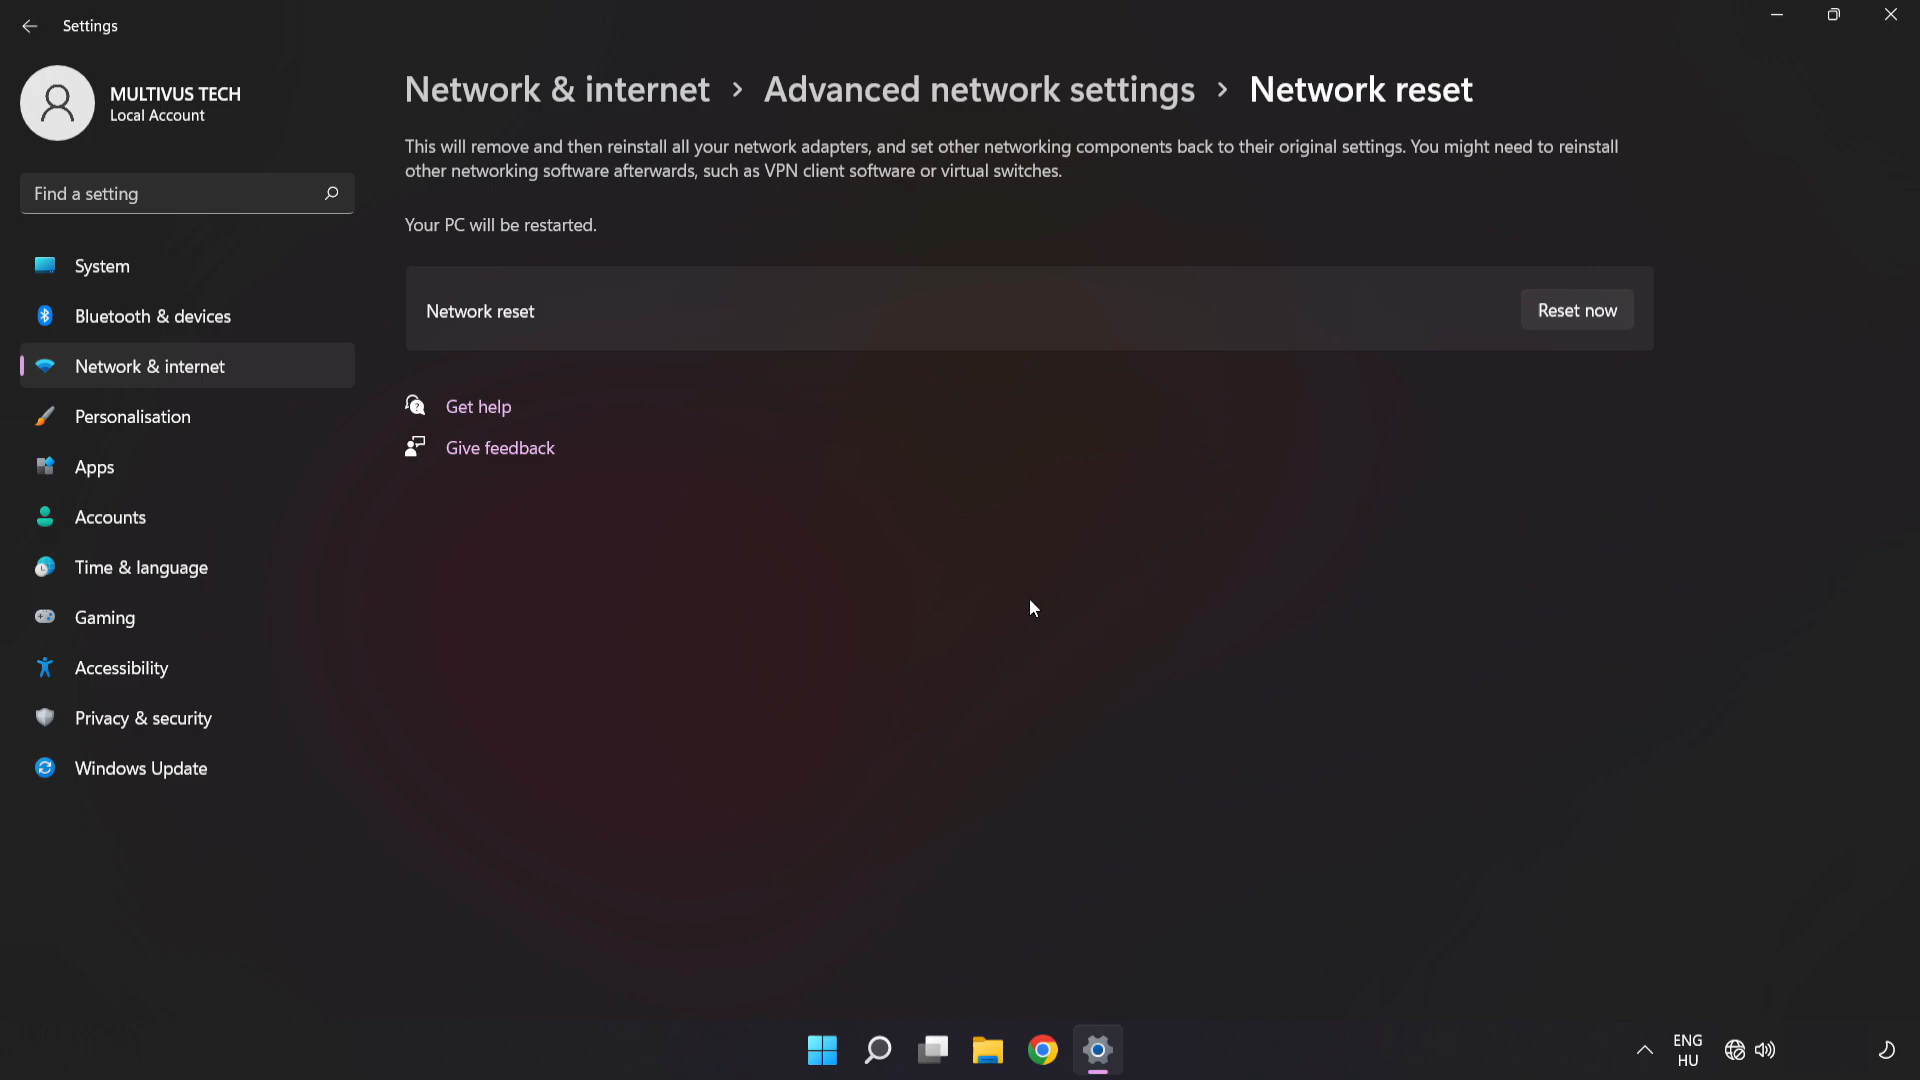 Settings
MULTIVUS TECH
Local Account
Find a setting
System
Bluetooth & devices
Network & internet
Personalisation
Apps
Accounts
Time & language
Gaming
Accessibility
Privacy & security
Windows Update
Network & internet > Advanced network settings > Network reset
This will remove and then reinstall all your network adapters, and set other networking components back to their original settings. You might need to reinstall
other networking software afterwards, such as VPN client software or virtual switches.
Your PC will be restarted.
Network reset
Reset now
Get help
Give feedback
ENG
HU